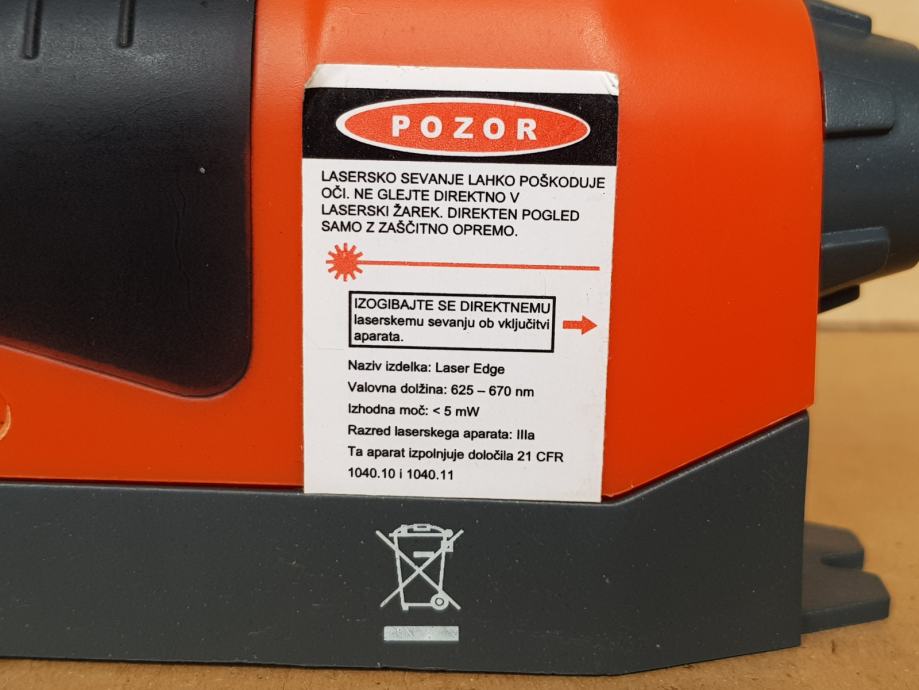 POZOR
LASERSKO SEVANJE LAHKO POŠKODUJE
OČI. NE GLEJTE DIREKTNO V
LASERSKI ŽAREK. DIREKTEN POGLED
SAMO Z ZAŠČITNO OPREMO.
IZOGIBAJTE SE DIREKTNEMU
laserskemu sevanju ob vključitvi
aparata.
Naziv izdelka: Laser Edge
Valovna dolžina: 625 – 670 nm
Izhodna moč: < 5 mW
Razred laserskega aparata: IIIa
Ta aparat izpolnjuje določila 21 CFR
1040.10 i 1040.11